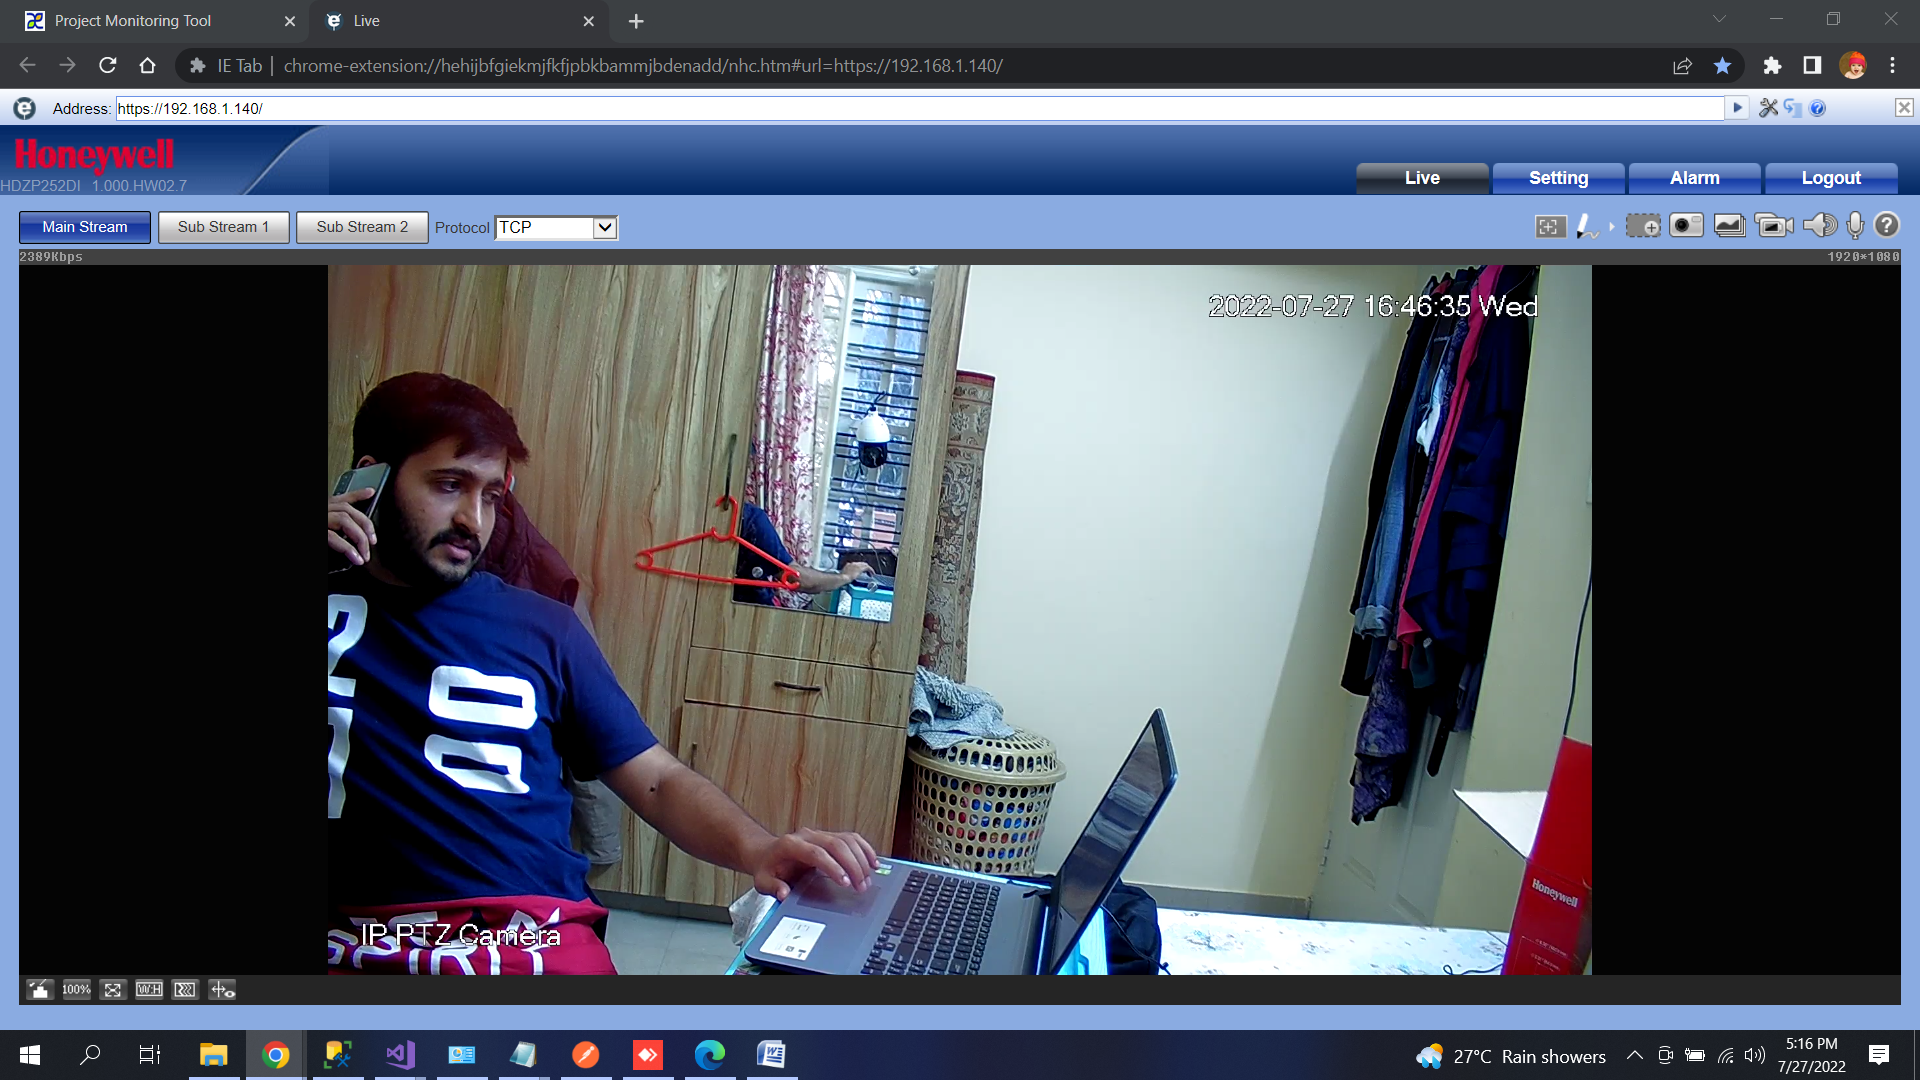 Project Monitoring Tool
Live
IE Tab
chrome-extension://hehijbfgiekmjfkfjpbkbammjbdenadd/nhc.htm#url=https://192.168.1.140/
Address: https://192.168.1.140/
Honeywell
HDZP252DI 1.000.HW02.7
Live
Setting
Alarm
Logout
Main Stream
Sub Stream 1
Sub Stream 2
Protocol
TCP
2389Kbps
1920*1080
2022-07-27 16:46:35 Wed
Honeywell
IP PTZ Camera
SPIRIT
100%
W:H
27°C Rain showers
5:16 PM
7/27/2022